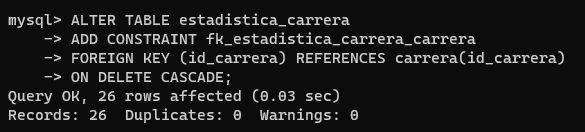 mysql> ALTER TABLE estadistica_carrera
    -> ADD CONSTRAINT fk_estadistica_carrera_carrera
    -> FOREIGN KEY (id_carrera) REFERENCES carrera(id_carrera)
    -> ON DELETE CASCADE;
Query OK, 26 rows affected (0.03 sec)
Records: 26  Duplicates: 0  Warnings: 0